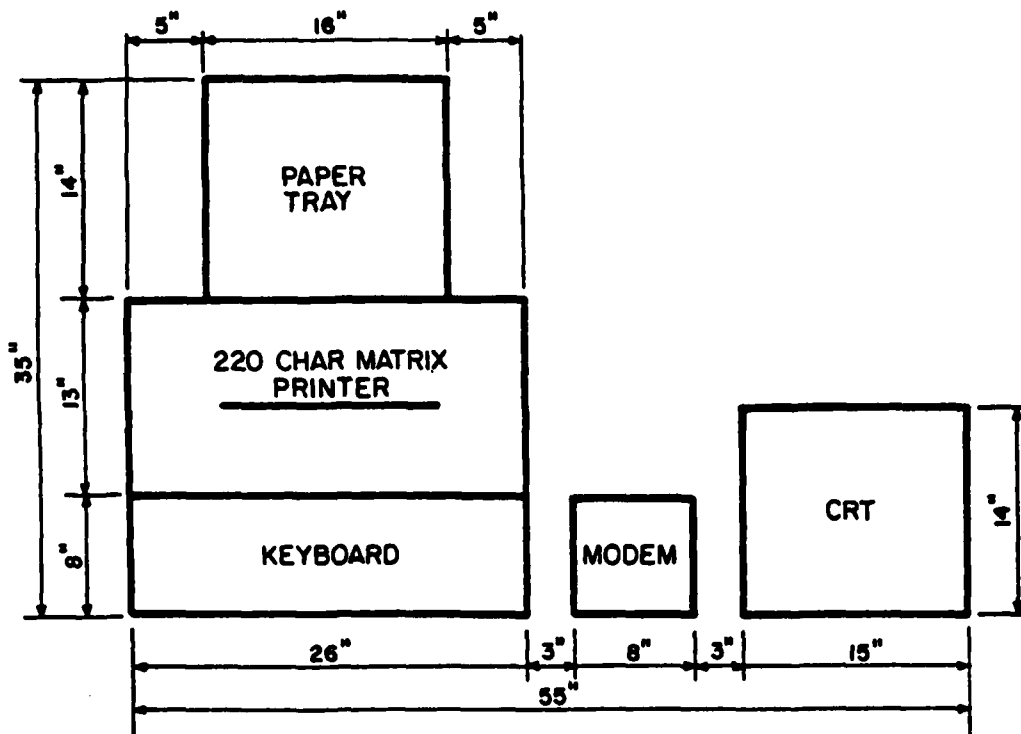 5" 16" 5"
PAPER
TRAY
14"
35"
220 CHAR MATRIX
PRINTER
13"
CRT
14"
KEYBOARD
MODEM
8"
26" 3" 8" 3" 15"
55"